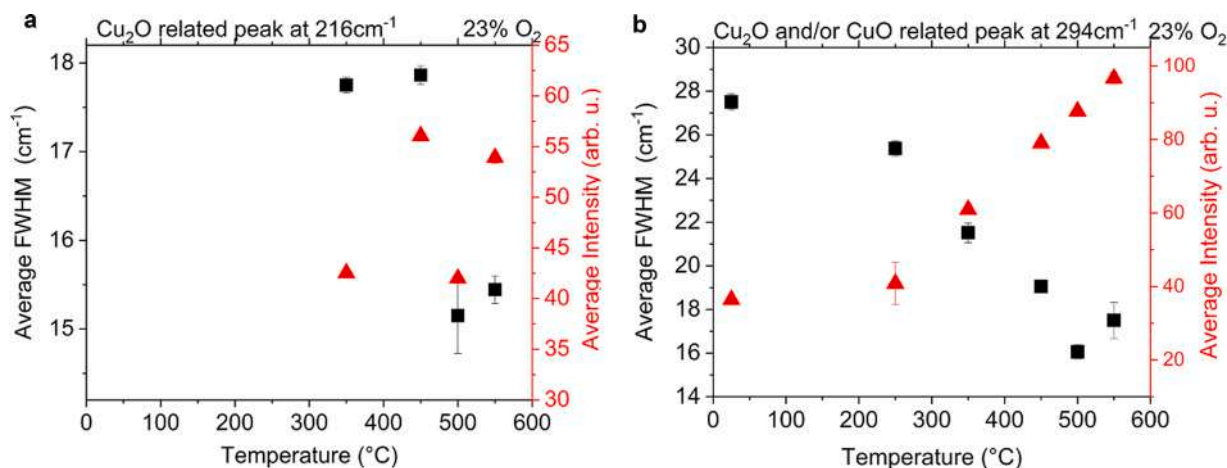 a
Cu₂O related peak at 216cm⁻¹ 23% O₂
Average FWHM (cm⁻¹)
18
17
16
15
65
60
55
50
45
40
35
30
Average Intensity (arb. u.)
0 100 200 300 400 500 600
Temperature (°C)
b
Cu₂O and/or CuO related peak at 294cm⁻¹ 23% O₂
Average FWHM (cm⁻¹)
30
28
26
24
22
20
18
16
14
100
80
60
40
20
Average Intensity (arb. u.)
0 100 200 300 400 500 600
Temperature (°C)